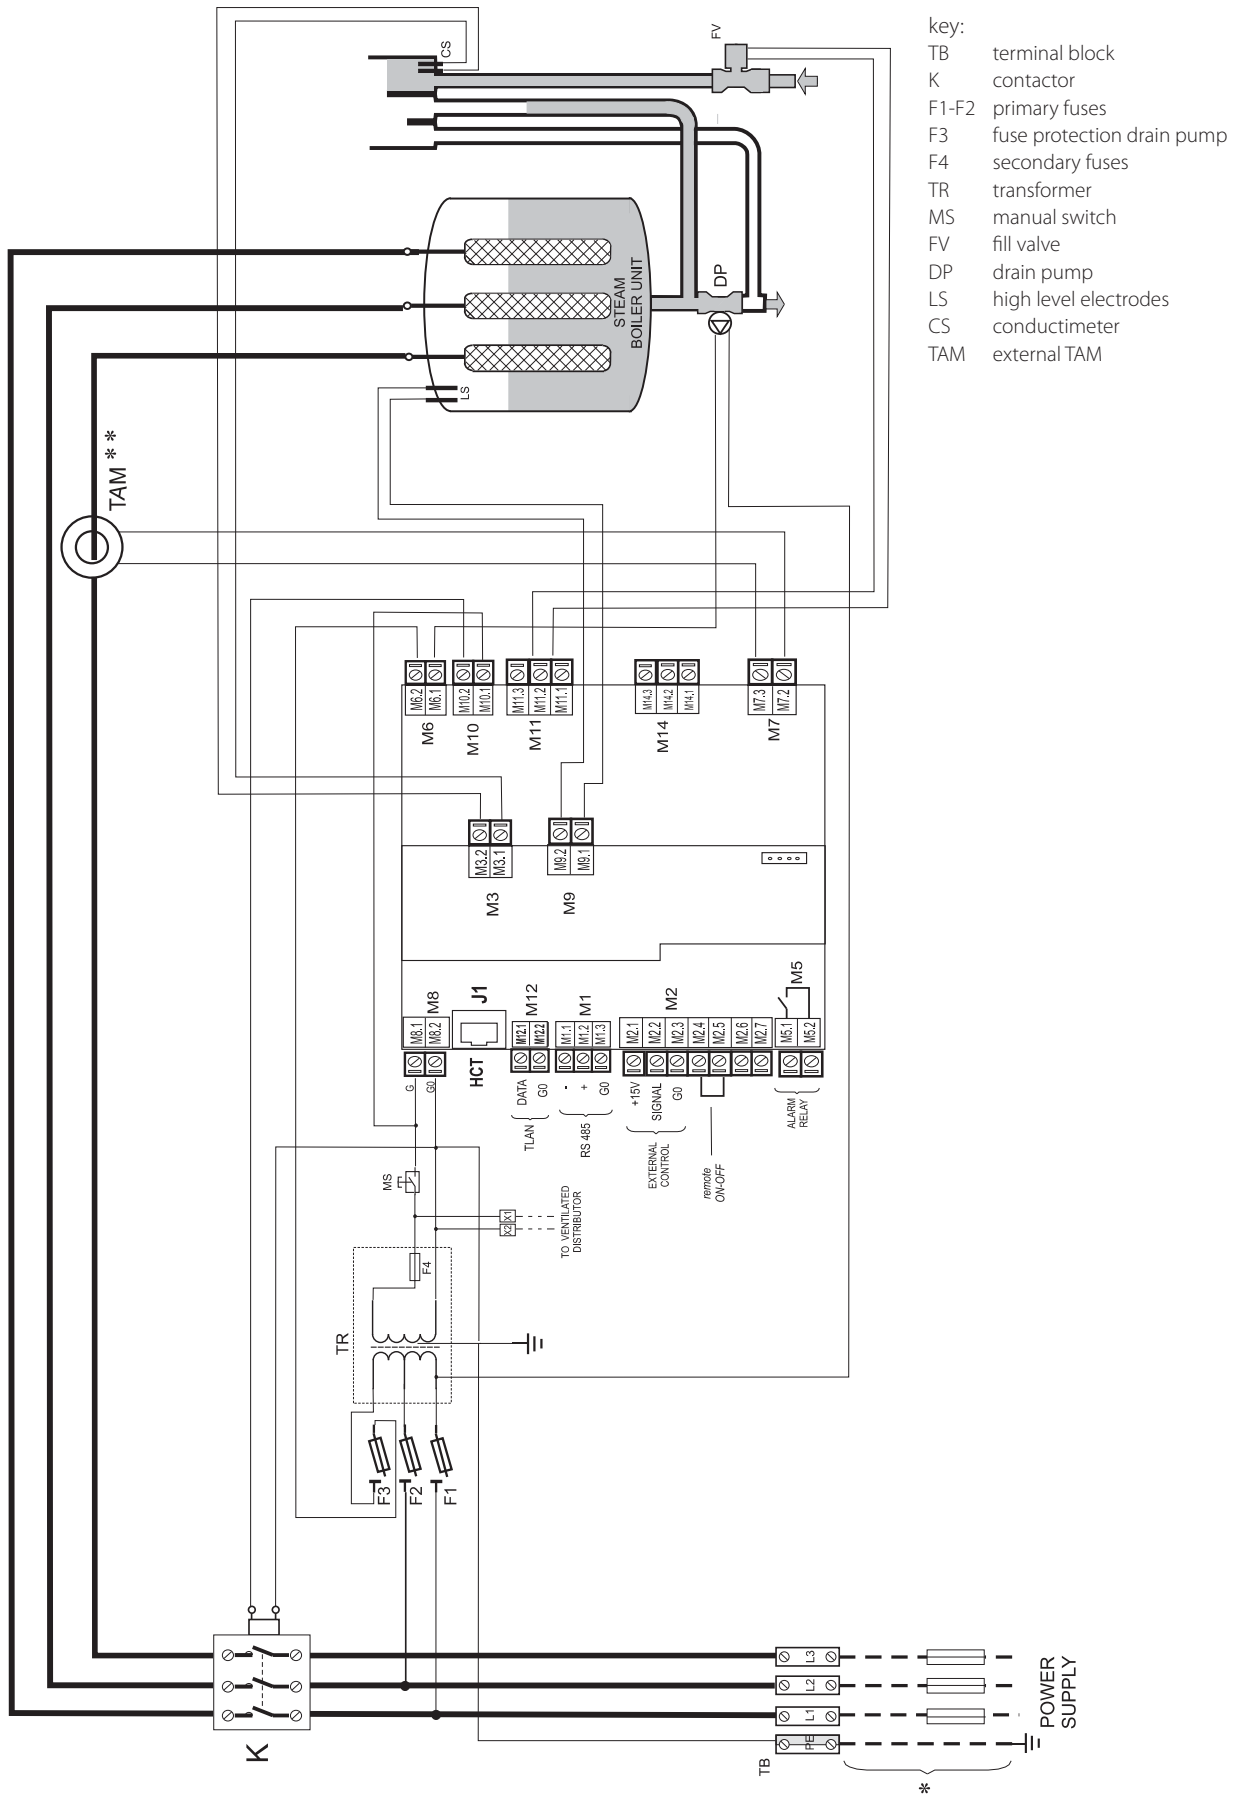 key:
TB terminal block
K contactor
F1-F2 primary fuses
F3 fuse protection drain pump
F4 secondary fuses
TR transformer
MS manual switch
FV fill valve
DP drain pump
LS high level electrodes
CS conductimeter
TAM external TAM
CS
FV
STEAM
BOILER UNIT
DP
LS
TAM * *
M6.2
M6.1
M10.2
M10.1
M11.3
M11.2
M11.1
M14.3
M14.2
M14.1
M7.3
M7.2
M6
M10
M11
M14
M7
M3.2
M3.1
M9.2
M9.1
M3
M9
M8
J1
M12
M1
M2
M5
M8.1
M8.2
M12.1
M12.2
M1.1
M1.2
M1.3
M2.1
M2.2
M2.3
M2.4
M2.5
M2.6
M2.7
M5.1
M5.2
G
G0
HCT
DATA
G0
TLAN
-
+
G0
RS 485
+15V
SIGNAL
G0
EXTERNAL
CONTROL
remote
ON-OFF
ALARM
RELAY
MS
X1
X2
TO VENTILATED
DISTRIBUTOR
F4
TR
F3
F2
F1
K
L3
L2
L1
PE
TB
POWER
SUPPLY
*